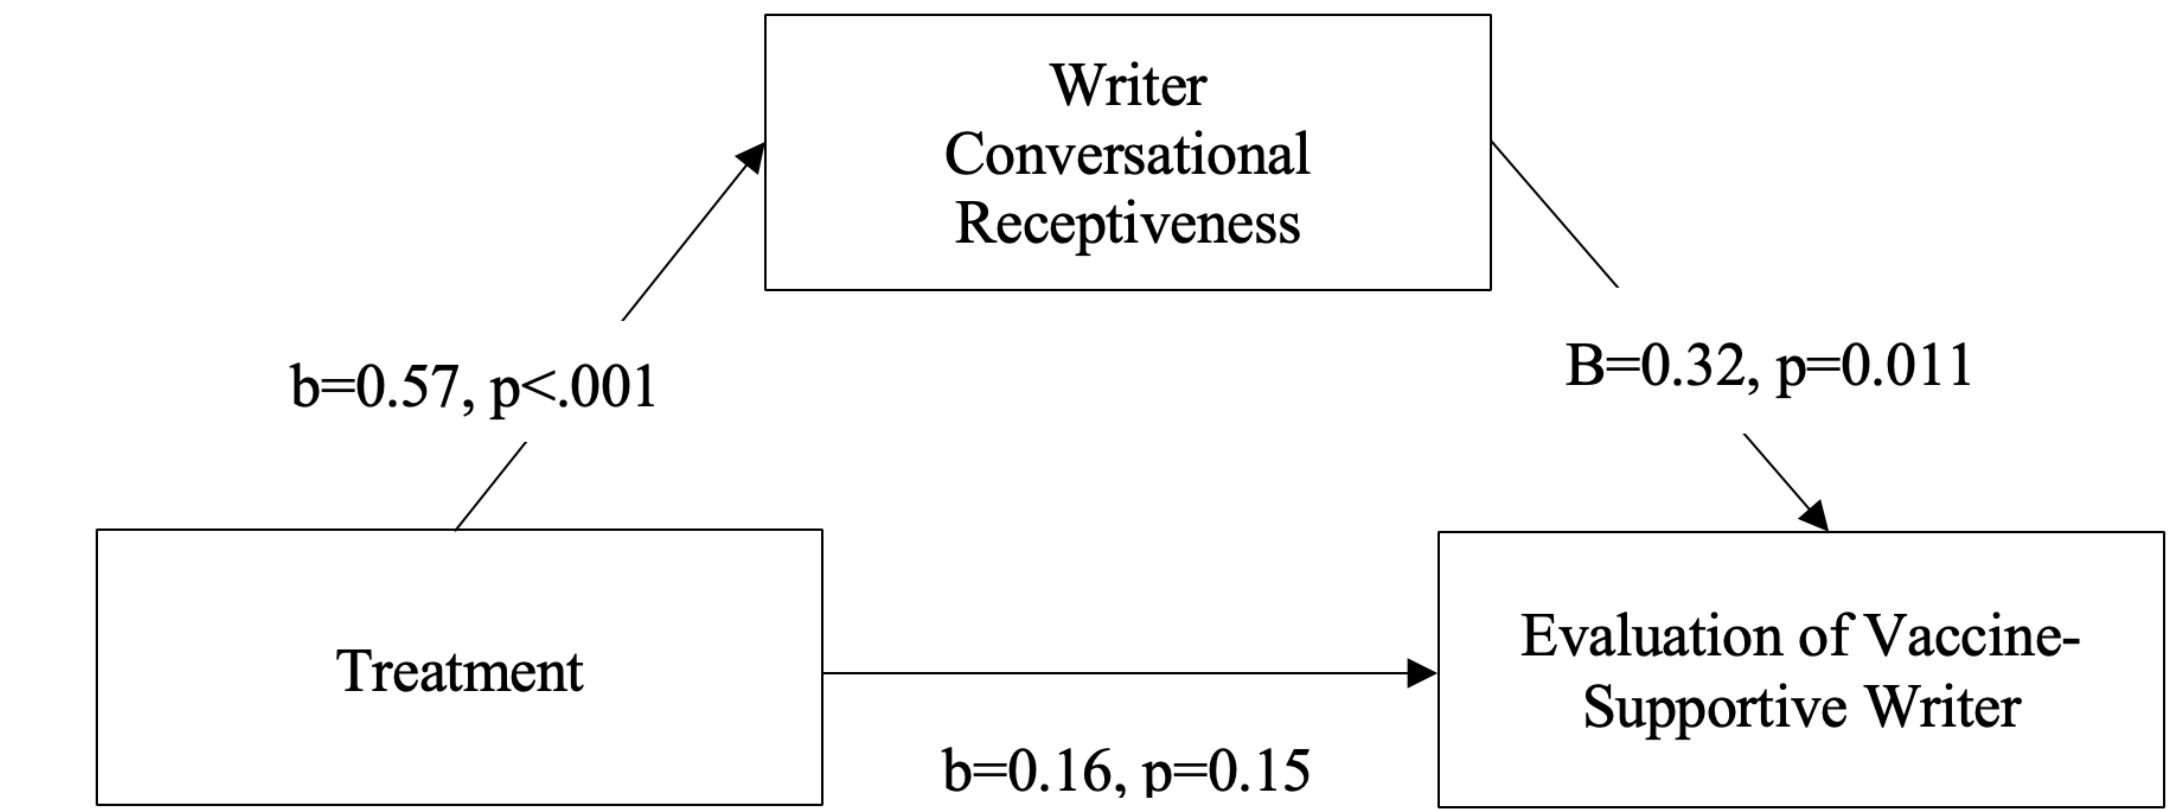 Writer
Conversational
Receptiveness
b=0.57, p<.001
B=0.32, p=0.011
Treatment
Evaluation of Vaccine-
Supportive Writer
b=0.16, p=0.15